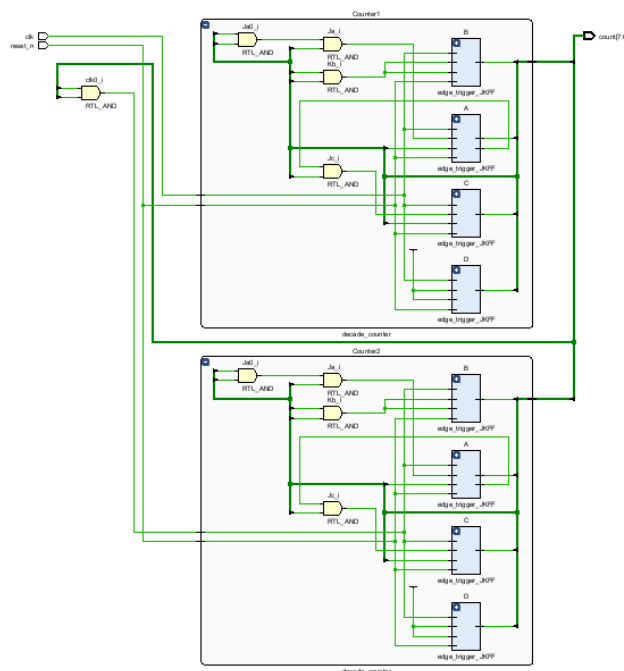 Counter1
clk
reset_n
count[7:
clk0_i
RTL_AND
Ja0_i
RTL_AND
Ja_i
RTL_AND
Kb_i
RTL_AND
Jc_i
RTL_AND
B
edge_trigger_JKFF
A
edge_trigger_JKFF
C
edge_trigger_JKFF
D
edge_trigger_JKFF
decade_counter
Counter2
Ja0_i
RTL_AND
Ja_i
RTL_AND
Kb_i
RTL_AND
Jc_i
RTL_AND
B
edge_trigger_JKFF
A
edge_trigger_JKFF
C
edge_trigger_JKFF
D
edge_trigger_JKFF
decade_counter